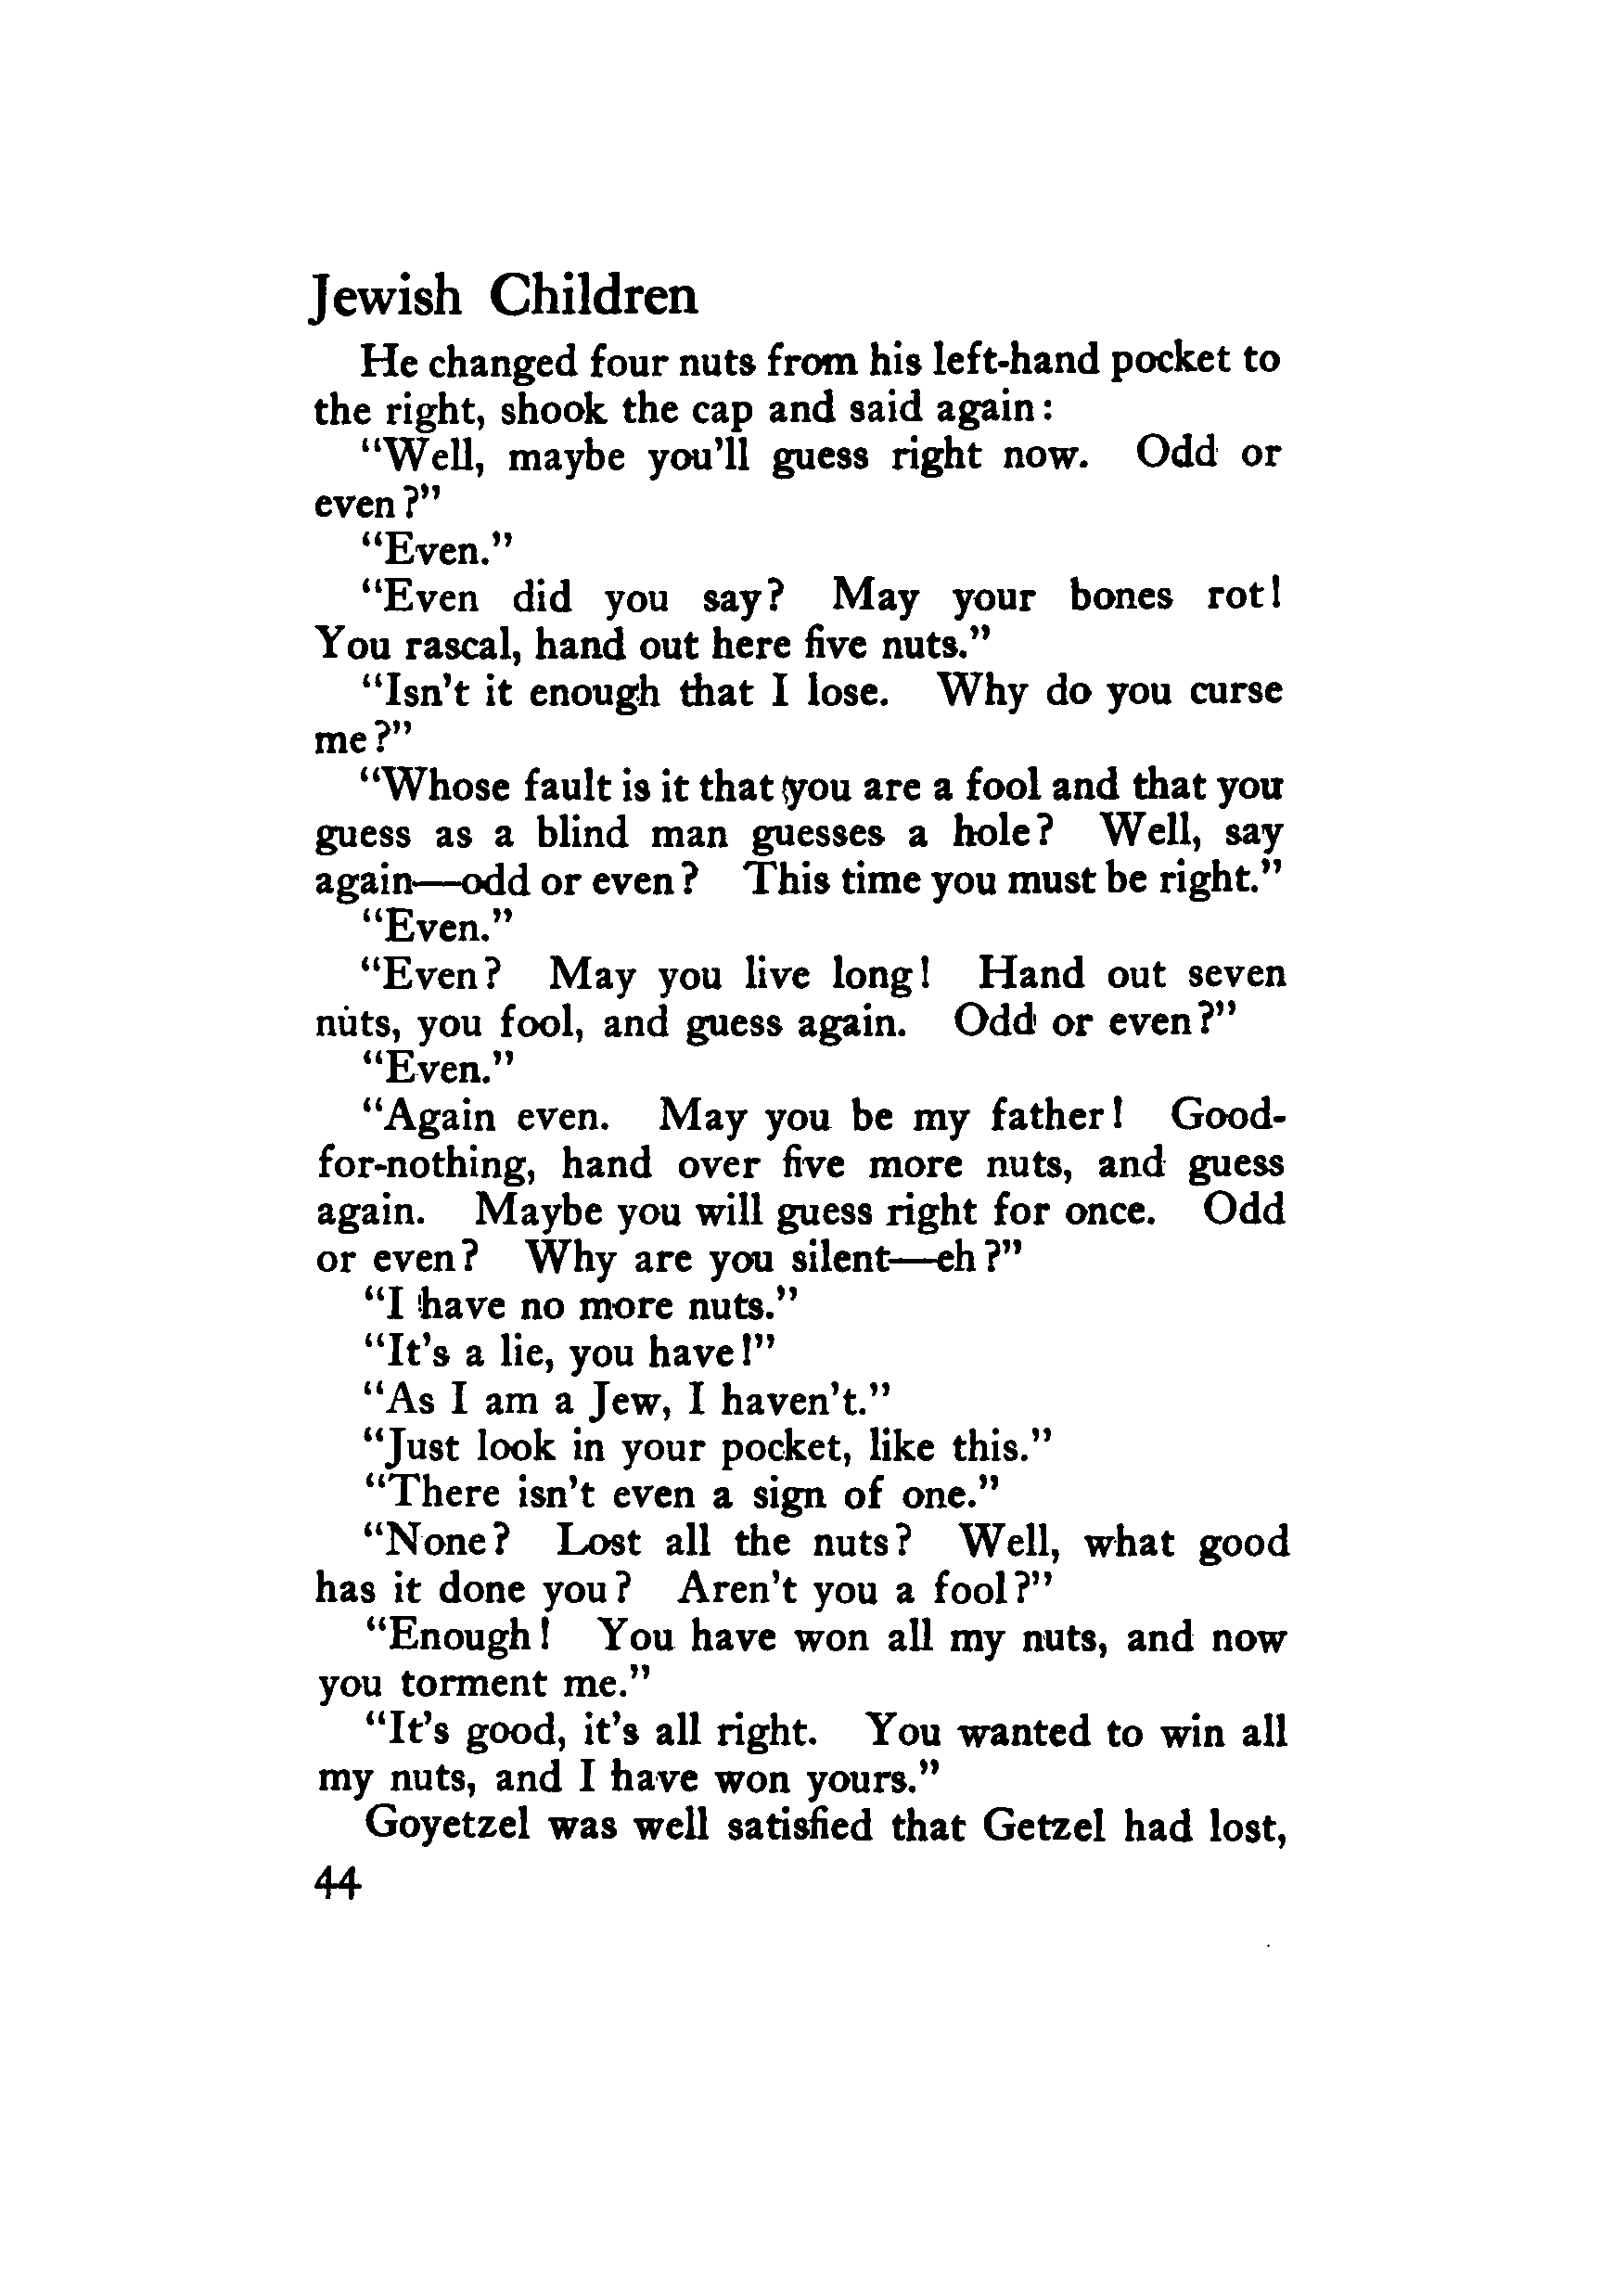 Jewish Children
He changed four nuts from his left-hand pocket to
the right, shook the cap and said again:
"Well, maybe you'll guess right now. Odd or
even?"
"Even."
"Even did you say? May your bones rot!
You rascal, hand out here five nuts."
"Isn't it enough that I lose. Why do you curse
me?"
"Whose fault is it that you are a fool and that you
guess as a blind man guesses a hole? Well, say
again—odd or even? This time you must be right."
"Even."
"Even? May you live long! Hand out seven
nuts, you fool, and guess again. Odd or even?"
"Even."
"Again even. May you be my father! Good-
for-nothing, hand over five more nuts, and guess
again. Maybe you will guess right for once. Odd
or even? Why are you silent—eh?"
"I have no more nuts."
"It's a lie, you have!"
"As I am a Jew, I haven't."
"Just look in your pocket, like this."
"There isn't even a sign of one."
"None? Lost all the nuts? Well, what good
has it done you? Aren't you a fool?"
"Enough! You have won all my nuts, and now
you torment me."
"It's good, it's all right. You wanted to win all
my nuts, and I have won yours."
Goyetzel was well satisfied that Getzel had lost,
44